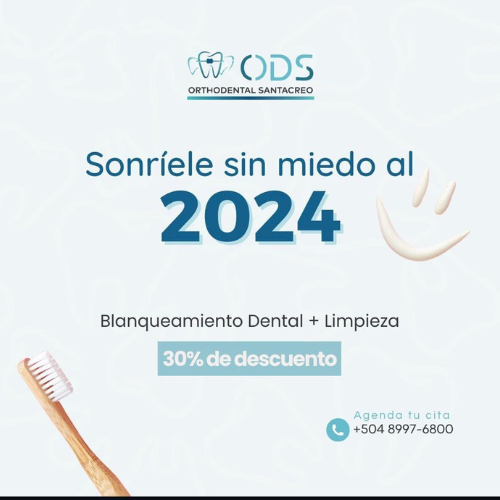 ODS
ORTHODENTAL SANTACREO
Sonríele sin miedo al
2024
Blanqueamiento Dental + Limpieza
30% de descuento
Agenda tu cita
+504 8997-6800